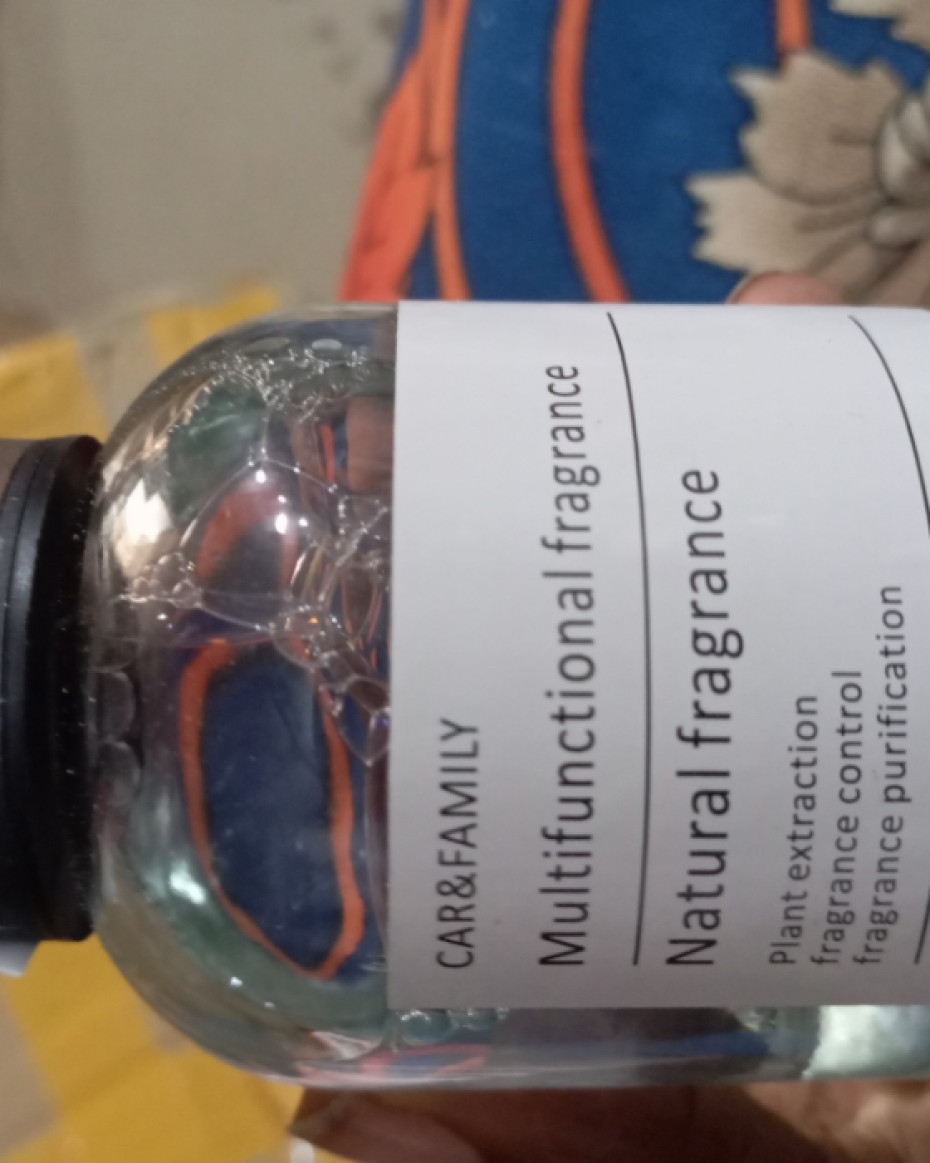 CAR&FAMILY
Multifunctional fragrance
Natural fragrance
Plant extraction
fragrance control
fragrance purification